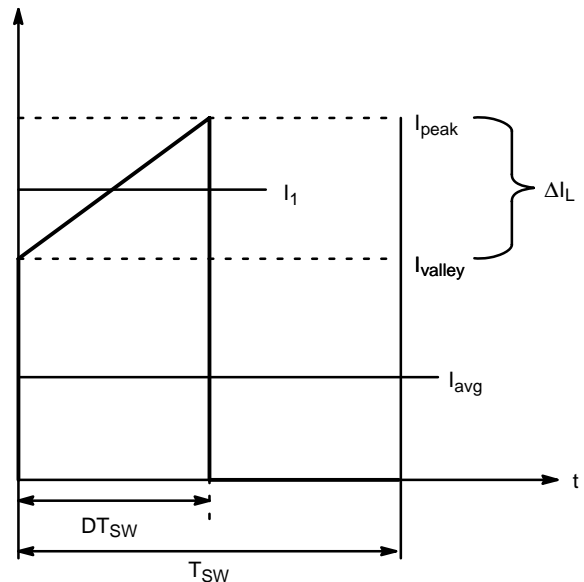 I_peak
ΔI_L
I_1
I_valley
I_avg
t
DT_SW
T_SW